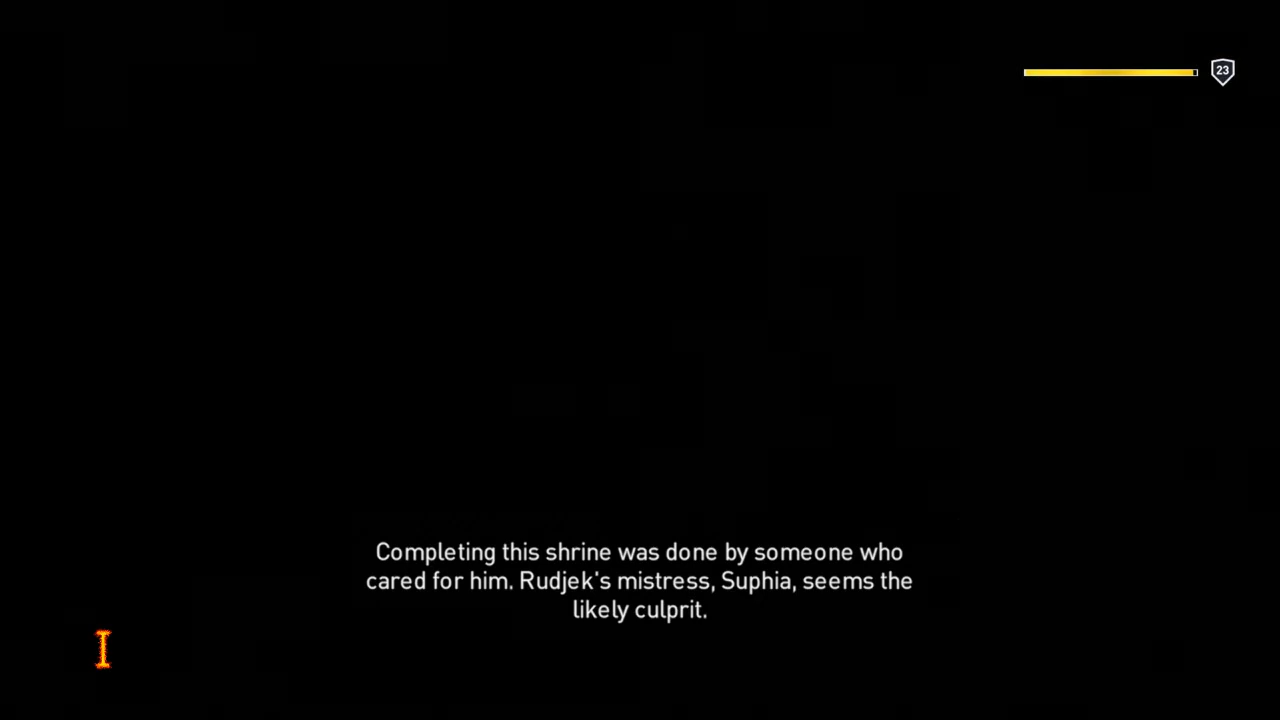 23
Completing this shrine was done by someone who
cared for him. Rudjek's mistress, Suphia, seems the
likely culprit.
I